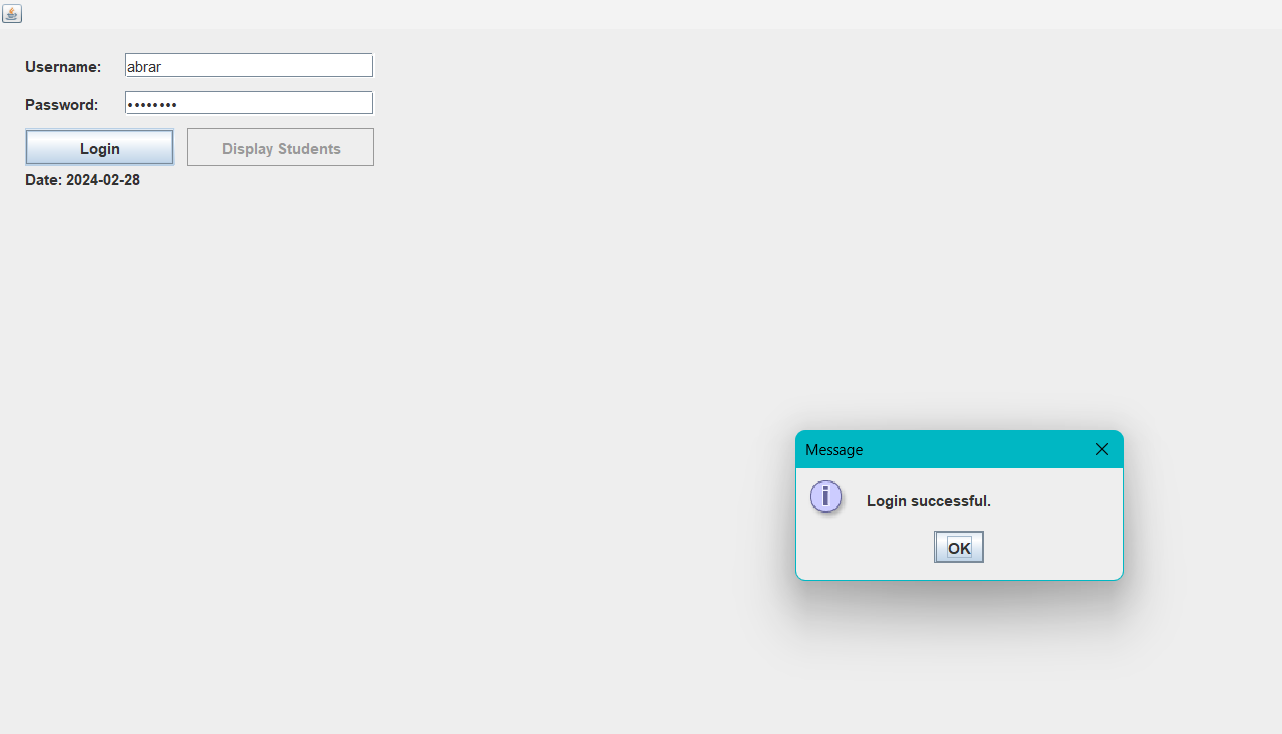 Username: abrar
Password: ••••••••
Login Display Students
Date: 2024-02-28
Message
Login successful.
OK